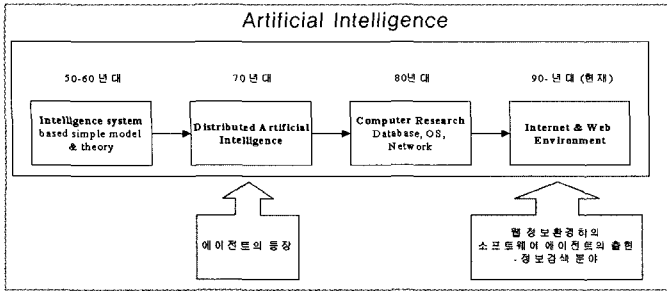 Artificial Intelligence
50-60 년대
70 년대
80년대
90- 년대 (현재)
Intelligence system
based simple model
& theory
Distributed Artificial
Intelligence
Computer Research
Database, OS,
Network
Internet & Web
Environment
에이전트의 등장
웹 정보환경하의
소프트웨어 에이전트의 출현
- 정보검색 분야